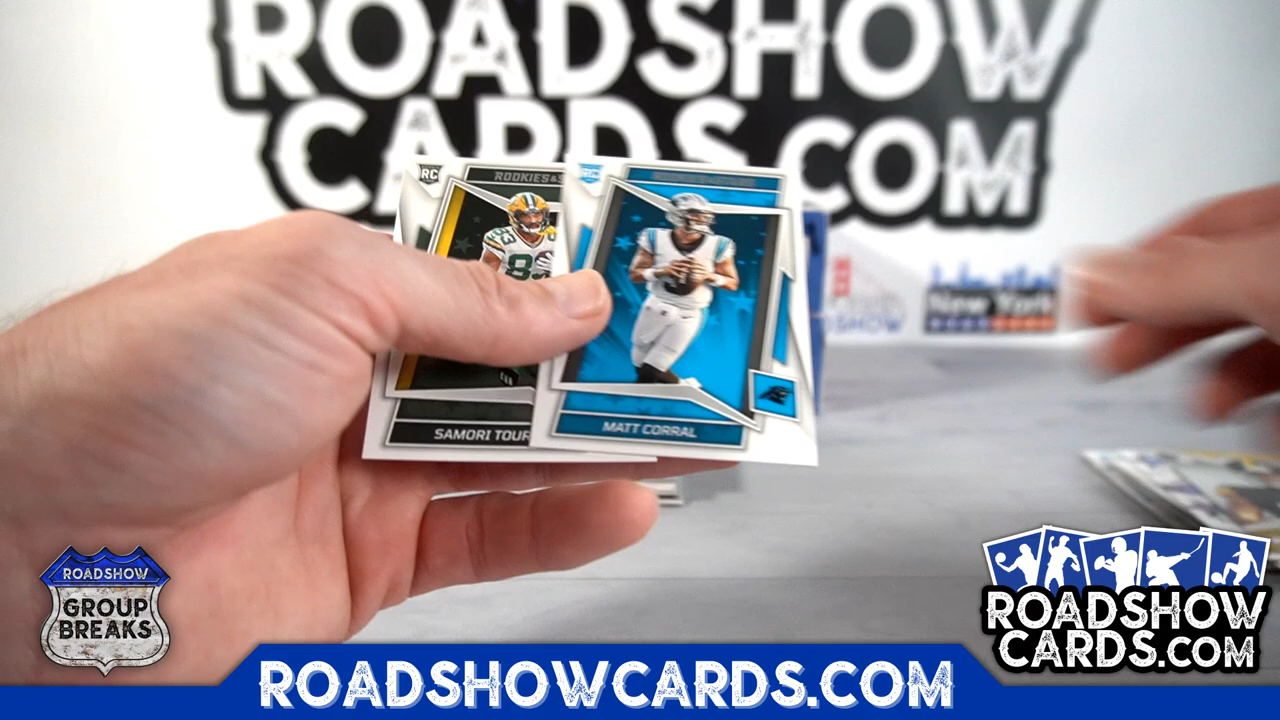 ROADSHOW
CARDS.COM
RC
ROOKIES &
RC
83
SAMORI TOUR
MATT CORRAL
New York
ROADSHOW
GROUP
BREAKS
ROADSHOW
CARDS.COM
ROADSHOWCARDS.COM